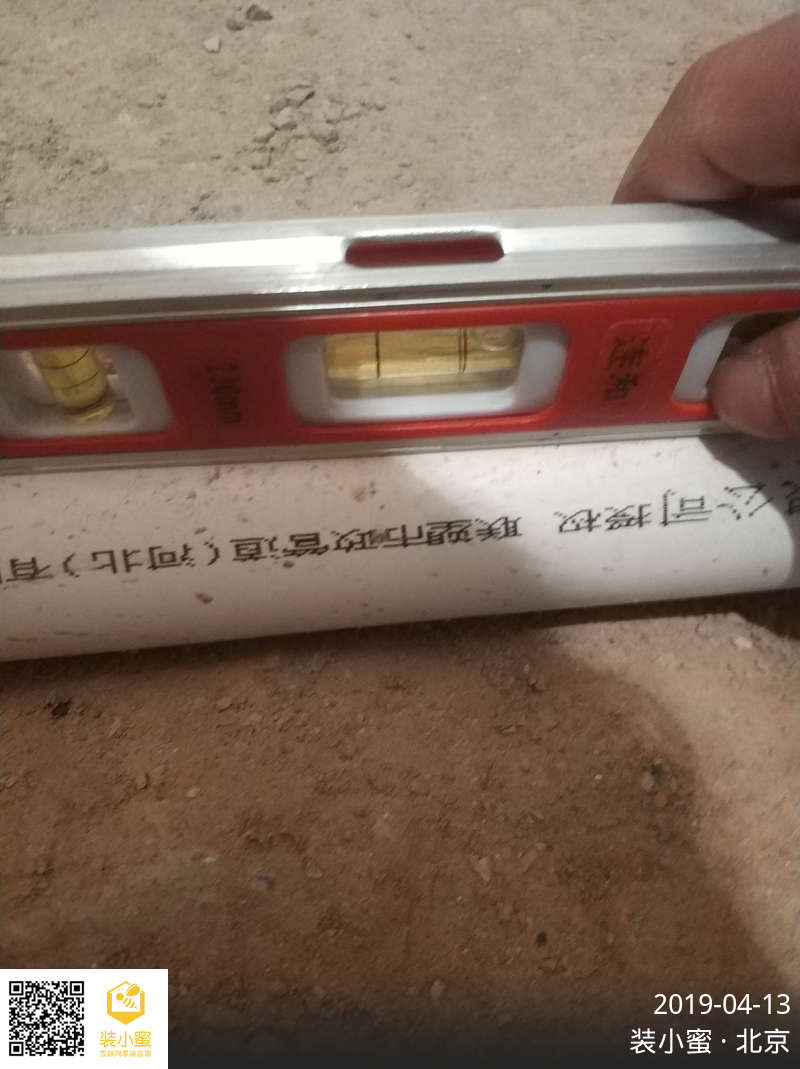 公司授权 联塑市政管道(河北)有
装小蜜
2019-04-13
装小蜜 · 北京